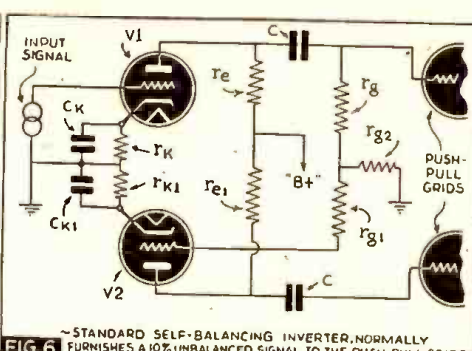 INPUT
SIGNAL
V1
C
CK
rK
rK1
CK1
V2
re
re1
"B+"
C
rg
rg2
rg1
PUSH-
PULL
GRIDS
~STANDARD SELF-BALANCING INVERTER, NORMALLY
FIG 6 FURNISHES A 10% UNBALANCED SIGNAL TO THE PUSH-PULL